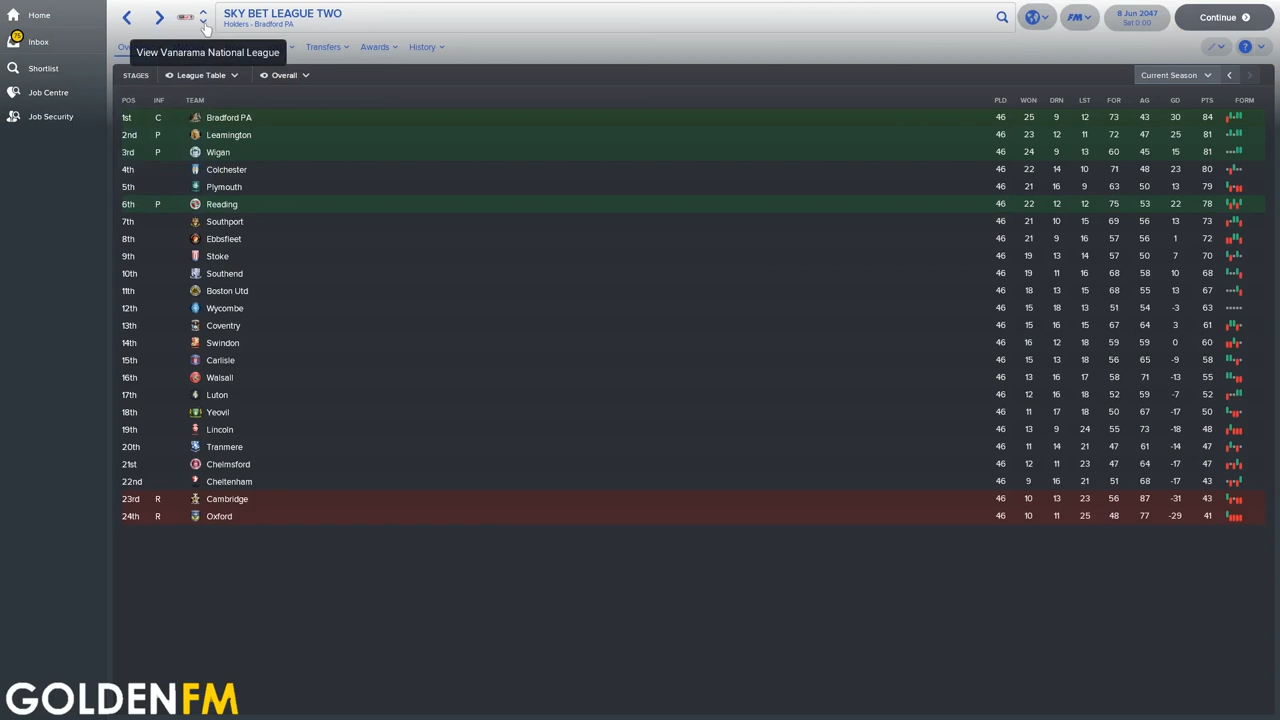 Home
75
Inbox
Shortlist
Job Centre
Job Security
SKY BET LEAGUE TWO
Holders - Bradford PA
FM
8 Jun 2047
Sat 0:00
Continue
Ov
View Vanarama National League
Transfers
Awards
History
?
STAGES League Table Overall Current Season
POS INF TEAM PLD WON DRN LST FOR AG GD PTS FORM
1st C Bradford PA 46 25 9 12 73 43 30 84
2nd P Leamington 46 23 12 11 72 47 25 81
3rd P Wigan 46 24 9 13 60 45 15 81
4th Colchester 46 22 14 10 71 48 23 80
5th Plymouth 46 21 16 9 63 50 13 79
6th P Reading 46 22 12 12 75 53 22 78
7th Southport 46 21 10 15 69 56 13 73
8th Ebbsfleet 46 21 9 16 57 56 1 72
9th Stoke 46 19 13 14 57 50 7 70
10th Southend 46 19 11 16 68 58 10 68
11th Boston Utd 46 18 13 15 68 55 13 67
12th Wycombe 46 15 18 13 51 54 -3 63
13th Coventry 46 15 16 15 67 64 3 61
14th Swindon 46 16 12 18 59 59 0 60
15th Carlisle 46 15 13 18 56 65 -9 58
16th Walsall 46 13 16 17 58 71 -13 55
17th Luton 46 12 16 18 52 59 -7 52
18th Yeovil 46 11 17 18 50 67 -17 50
19th Lincoln 46 13 9 24 55 73 -18 48
20th Tranmere 46 11 14 21 47 61 -14 47
21st Chelmsford 46 12 11 23 47 64 -17 47
22nd Cheltenham 46 9 16 21 51 68 -17 43
23rd R Cambridge 46 10 13 23 56 87 -31 43
24th R Oxford 46 10 11 25 48 77 -29 41
GOLDENFM